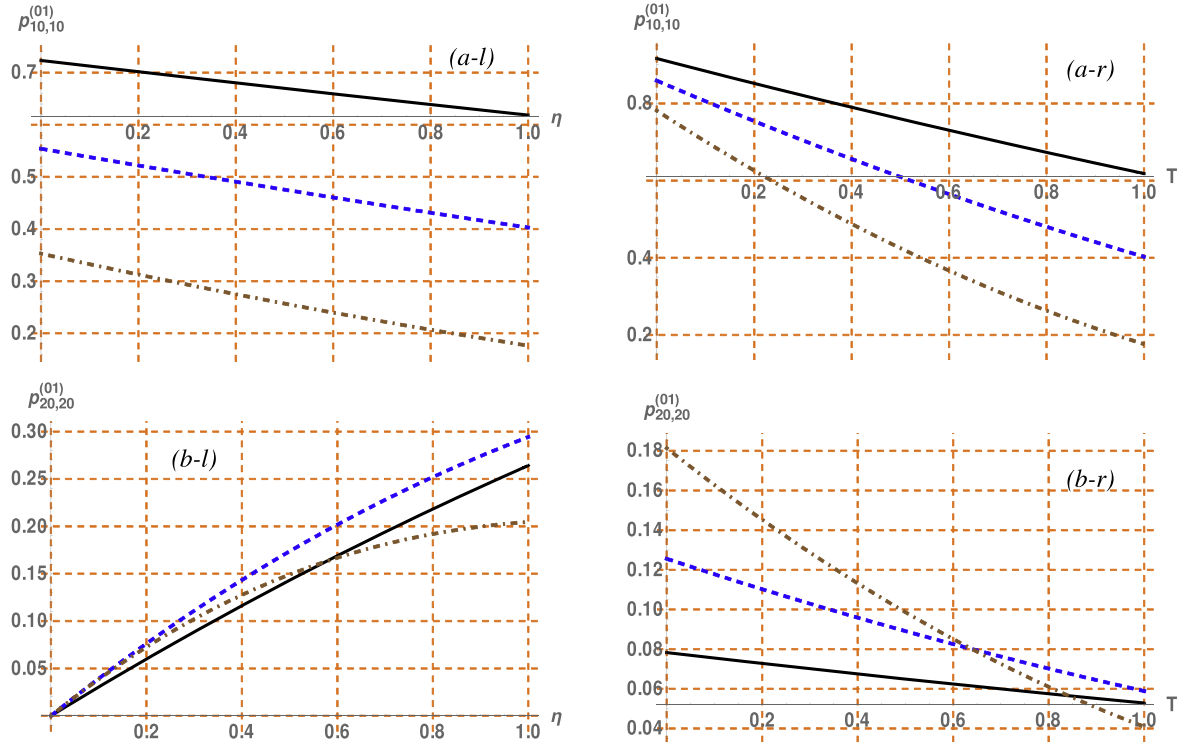 p_{10,10}^{(01)}
(a-l)
0.7
0.2 0.4 0.6 0.8 1.0 η
0.5
0.4
0.3
0.2
p_{10,10}^{(01)}
(a-r)
0.8
0.2 0.4 0.6 0.8 1.0 T
0.4
0.2
p_{20,20}^{(01)}
0.30
(b-l)
0.25
0.20
0.15
0.10
0.05
0.2 0.4 0.6 0.8 1.0 η
p_{20,20}^{(01)}
0.18
(b-r)
0.16
0.14
0.12
0.10
0.08
0.06
0.2 0.4 0.6 0.8 1.0 T
0.04